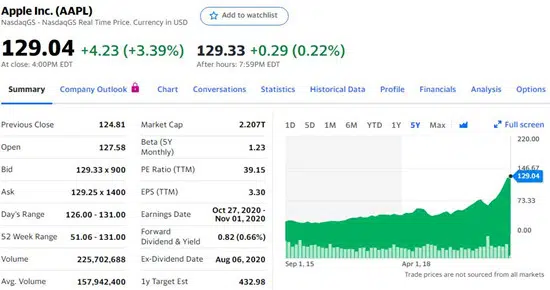 Apple Inc. (AAPL)
NasdaqGS - NasdaqGS Real Time Price. Currency in USD
Add to watchlist
129.04 +4.23 (+3.39%)
At close: 4:00PM EDT
129.33 +0.29 (0.22%)
After hours: 7:59PM EDT
Summary Company Outlook Chart Conversations Statistics Historical Data Profile Financials Analysis Options
Previous Close 124.81
Open 127.58
Bid 129.33 x 900
Ask 129.25 x 1400
Day's Range 126.00 - 131.00
52 Week Range 51.06 - 131.00
Volume 225,702,688
Avg. Volume 157,942,400
Market Cap 2.207T
Beta (5Y
Monthly) 1.23
PE Ratio (TTM) 39.15
EPS (TTM) 3.30
Earnings Date Oct 27, 2020 -
Nov 01, 2020
Forward
Dividend & Yield 0.82 (0.66%)
Ex-Dividend Date Aug 06, 2020
1y Target Est 432.98
1D 5D 1M 6M YTD 1Y 5Y Max Full screen
220.00
146.67
129.04
73.33
0.00
Sep 1, 15 Apr 1, 18
Trade prices are not sourced from all markets